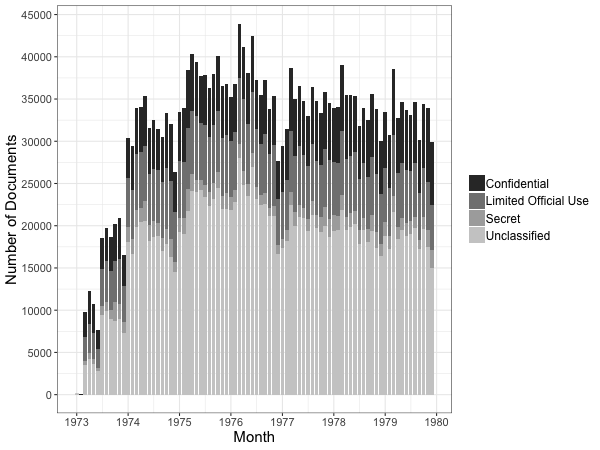 45000
40000
35000
30000
25000
20000
15000
10000
5000
0
Number of Documents
1973 1974 1975 1976 1977 1978 1979 1980
Month
Confidential
Limited Official Use
Secret
Unclassified